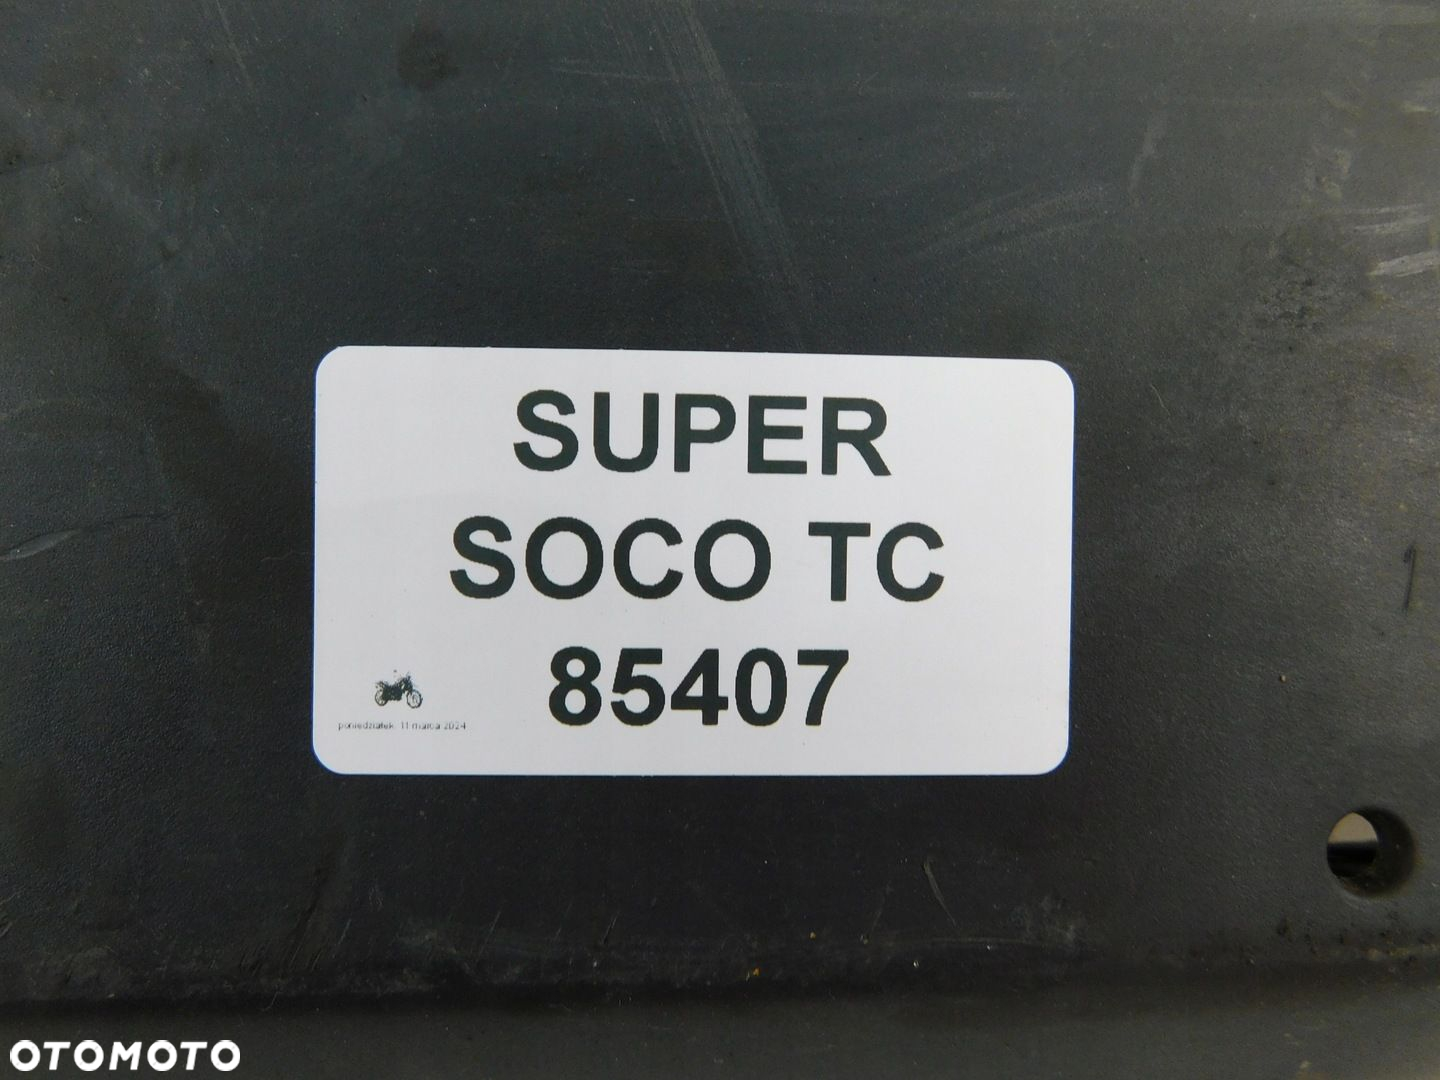 SUPER
SOCO TC
85407
poniedziałek, 11 marca 2024
OTOMOTO